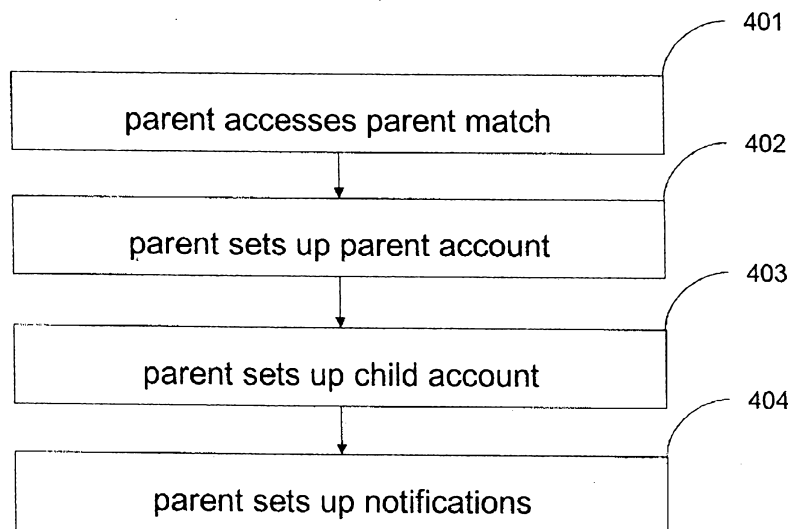 401
parent accesses parent match
402
parent sets up parent account
403
parent sets up child account
404
parent sets up notifications